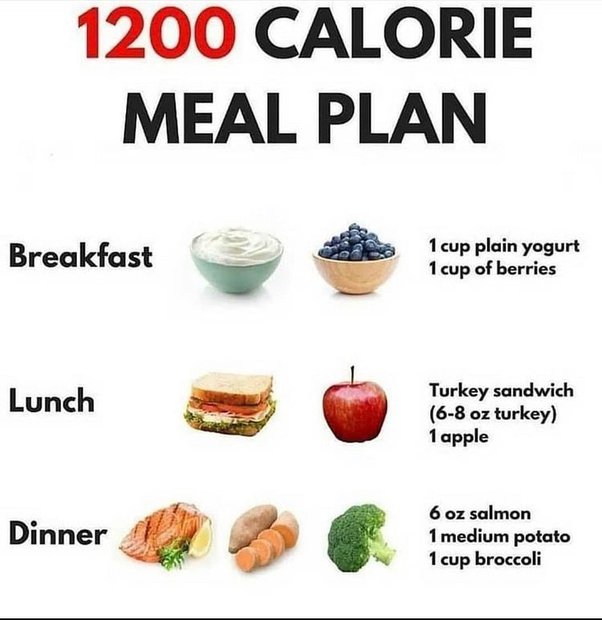 1200 CALORIE
MEAL PLAN
Breakfast
1 cup plain yogurt
1 cup of berries
Lunch
Turkey sandwich
(6-8 oz turkey)
1 apple
Dinner
6 oz salmon
1 medium potato
1 cup broccoli